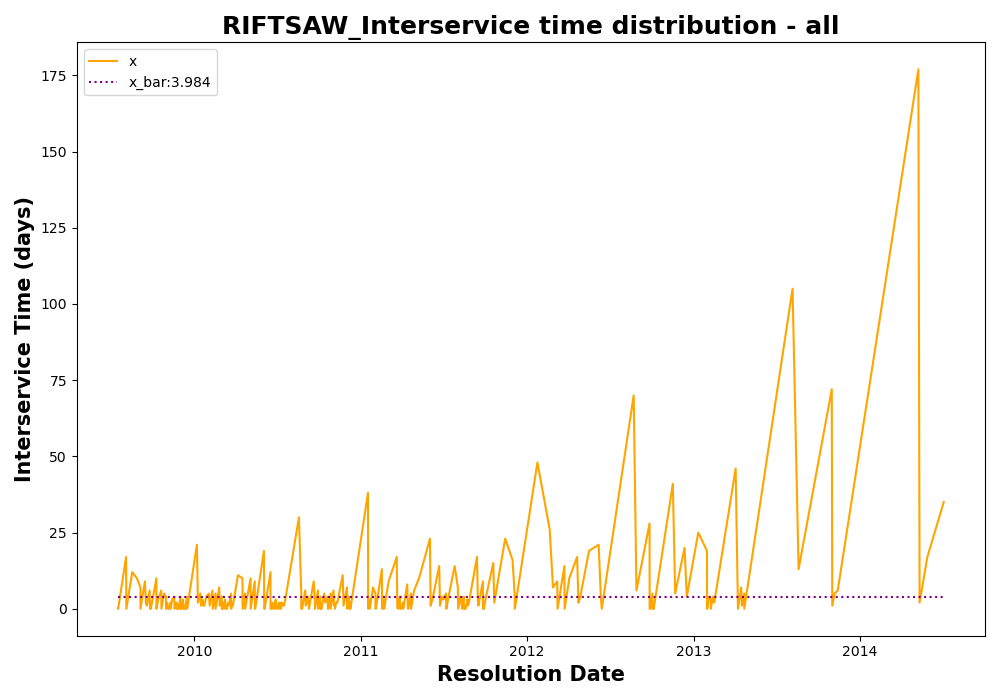 RIFTSAW_Interservice time distribution - all
x
x_bar:3.984
Interservice Time (days)
175
150
125
100
75
50
25
0
2010
2011
2012
2013
2014
Resolution Date